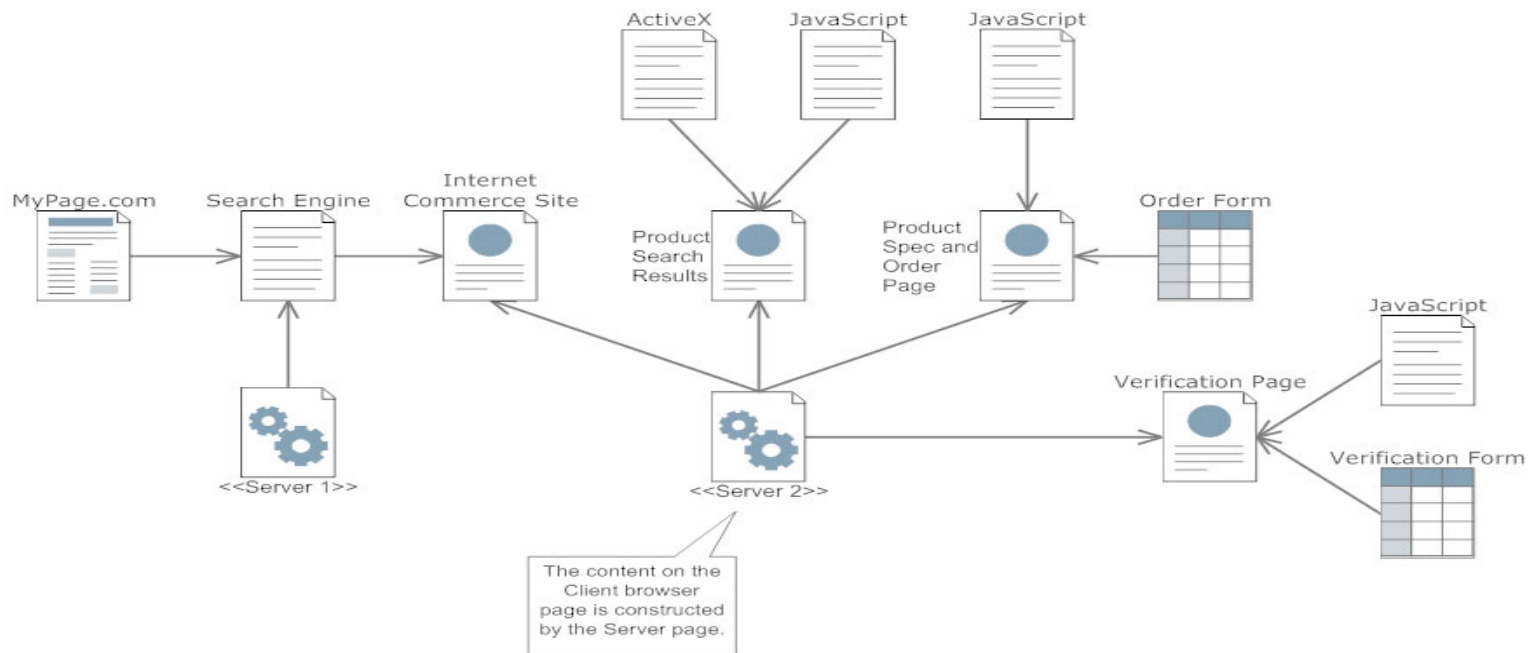 ActiveX
JavaScript
JavaScript
MyPage.com
Search Engine
Internet
Commerce Site
Product
Search
Results
Product
Spec and
Order
Page
Order Form
JavaScript
Verification Page
Verification Form
<<Server 1>>
<<Server 2>>
The content on the
Client browser
page is constructed
by the Server page.